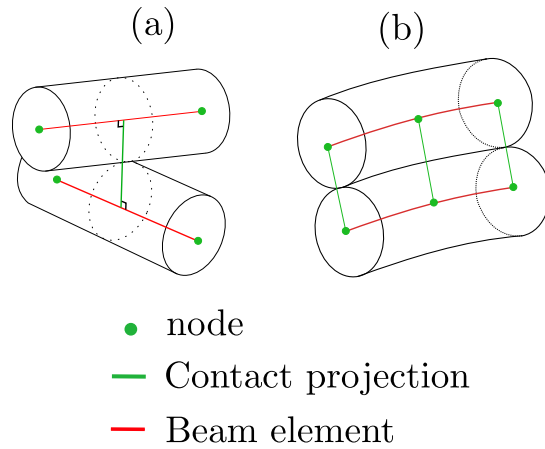 (a)
(b)
node
Contact projection
Beam element